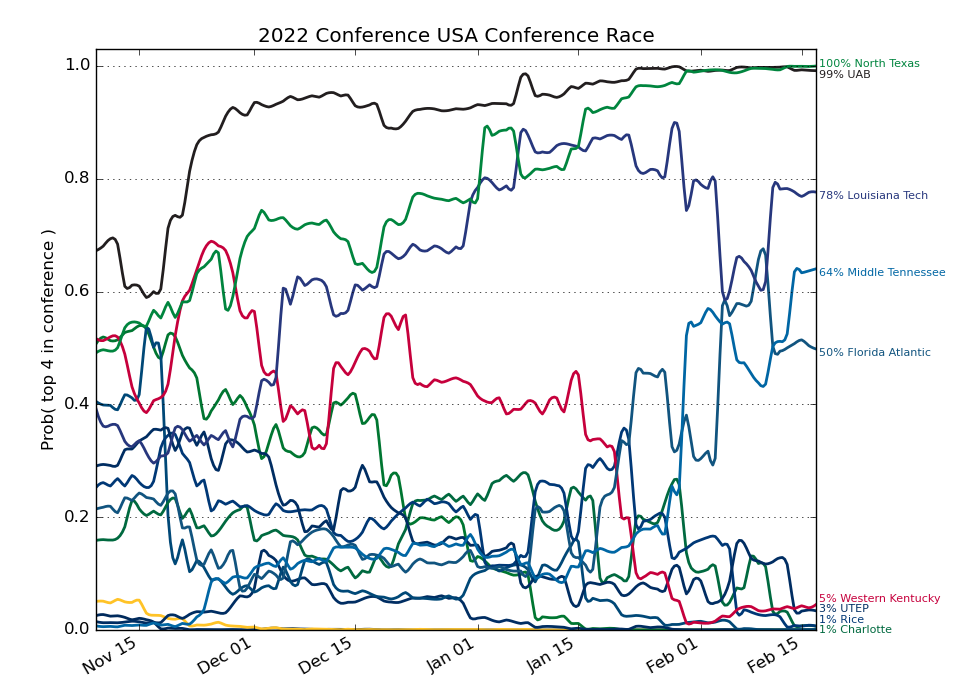 2022 Conference USA Conference Race
Prob( top 4 in conference )
1.0
0.8
0.6
0.4
0.2
0.0
Nov 15
Dec 01
Dec 15
Jan 01
Jan 15
Feb 01
Feb 15
100% North Texas
99% UAB
78% Louisiana Tech
64% Middle Tennessee
50% Florida Atlantic
5% Western Kentucky
3% UTEP
1% Rice
1% Charlotte